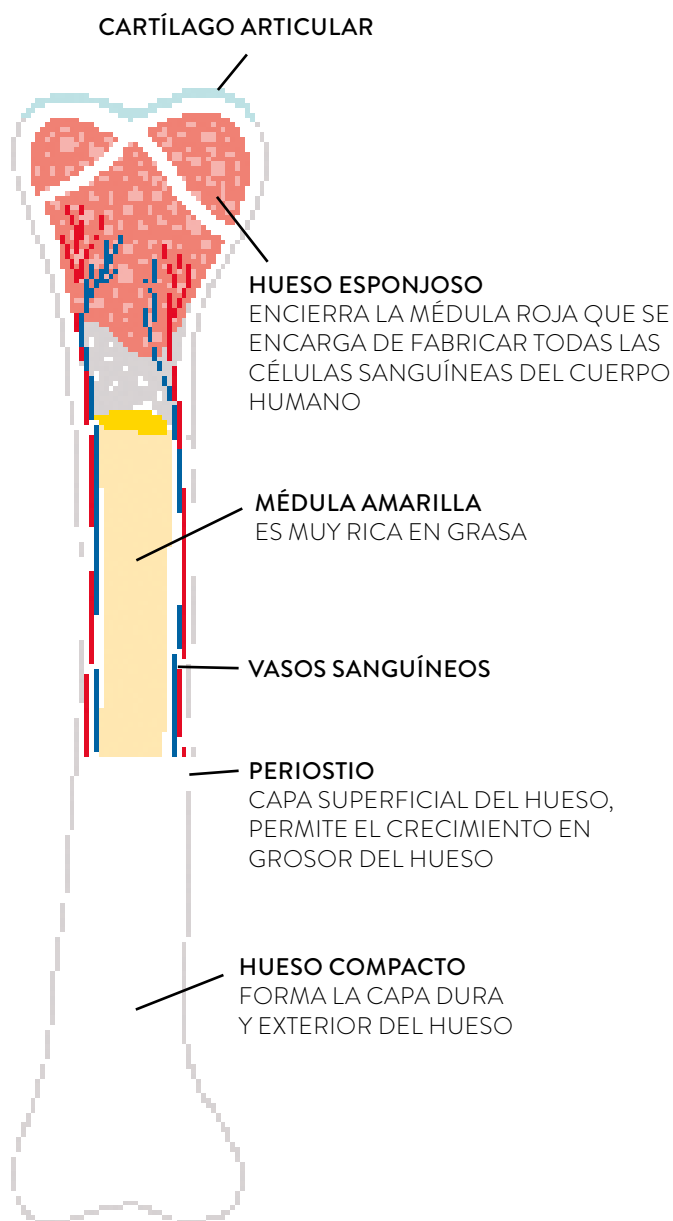 CARTÍLAGO ARTICULAR
HUESO ESPONJOSO
ENCIERRA LA MÉDULA ROJA QUE SE
ENCARGA DE FABRICAR TODAS LAS
CÉLULAS SANGUÍNEAS DEL CUERPO
HUMANO
MÉDULA AMARILLA
ES MUY RICA EN GRASA
VASOS SANGUÍNEOS
PERIOSTIO
CAPA SUPERFICIAL DEL HUESO,
PERMITE EL CRECIMIENTO EN
GROSOR DEL HUESO
HUESO COMPACTO
FORMA LA CAPA DURA
Y EXTERIOR DEL HUESO